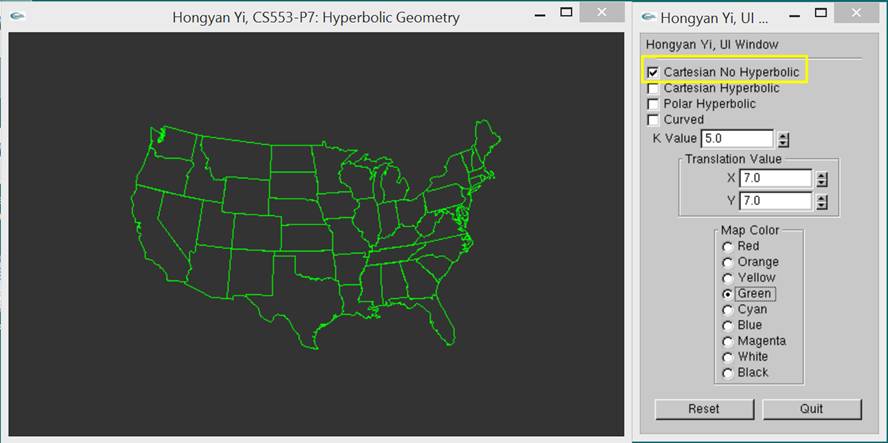 Hongyan Yi, CS553-P7: Hyperbolic Geometry
Hongyan Yi, UI ...
Hongyan Yi, UI Window
Cartesian No Hyperbolic
Cartesian Hyperbolic
Polar Hyperbolic
Curved
K Value 5.0
Translation Value
X 7.0
Y 7.0
Map Color
Red
Orange
Yellow
Green
Cyan
Blue
Magenta
White
Black
Reset Quit